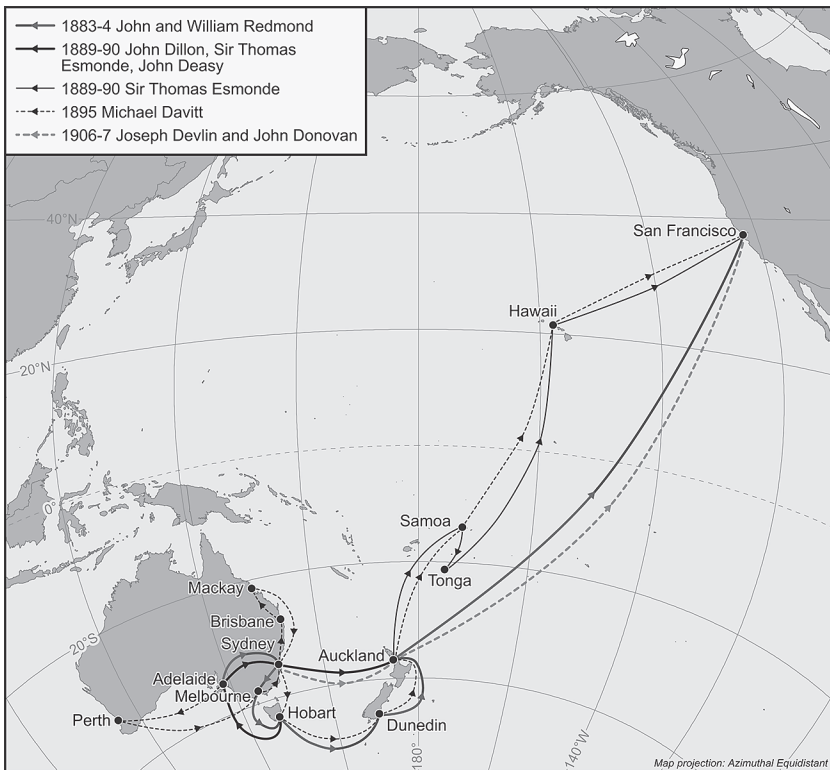 1883-4 John and William Redmond
1889-90 John Dillon, Sir Thomas
Esmonde, John Deasy
1889-90 Sir Thomas Esmonde
1895 Michael Davitt
1906-7 Joseph Devlin and John Donovan
40°N
San Francisco
Hawaii
20°N
0°
Samoa
Tonga
Mackay
Brisbane
20°S
Sydney
Auckland
Adelaide
Melbourne
Perth
Hobart
Dunedin
180°
140°W
Map projection: Azimuthal Equidistant